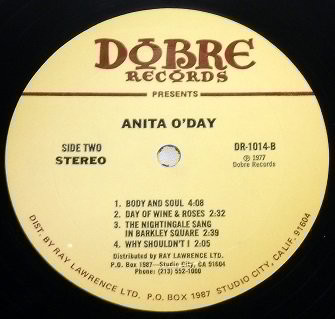 DOBRE
RECORDS
PRESENTS
ANITA O'DAY
SIDE TWO
STEREO
DR-1014-B
℗ 1977
Dobre Records
1. BODY AND SOUL 4:08
2. DAY OF WINE & ROSES 2:32
3. THE NIGHTINGALE SANG
IN BARKLEY SQUARE 2:39
4. WHY SHOULDN'T I 2:05
Distributed by RAY LAWRENCE LTD.
P.O. Box 1987—Studio City, CA 91604
Phone: (213) 552-1000
DIST. BY RAY LAWRENCE LTD. P.O. BOX 1987 STUDIO CITY, CALIF. 91604